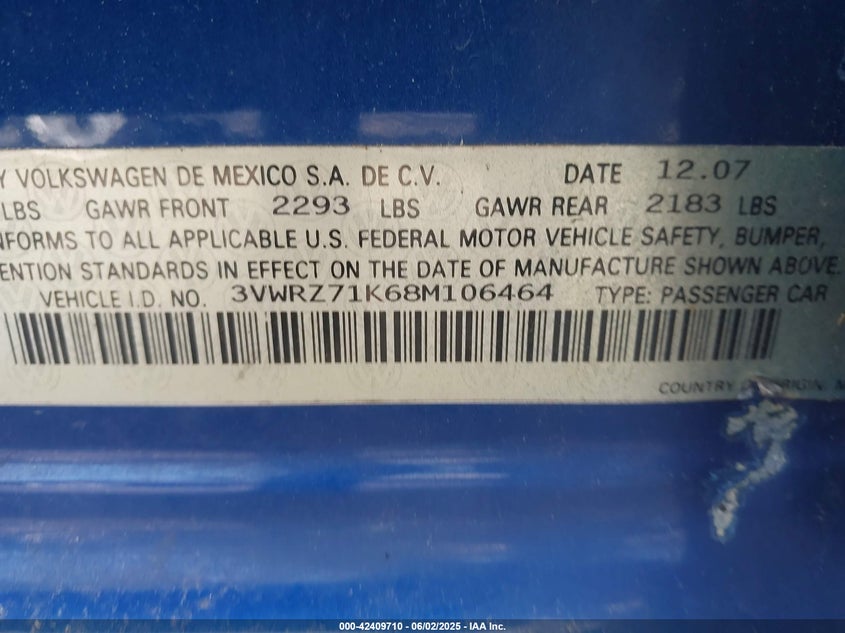 Y VOLKSWAGEN DE MEXICO S.A. DE C.V. DATE 12.07
LBS GAWR FRONT 2293 LBS GAWR REAR 2183 LBS
NFORMS TO ALL APPLICABLE U.S. FEDERAL MOTOR VEHICLE SAFETY, BUMPER,
ENTION STANDARDS IN EFFECT ON THE DATE OF MANUFACTURE SHOWN ABOVE.
VEHICLE I.D. NO. 3VWRZ71K68M106464 TYPE: PASSENGER CAR
COUNTRY
000-42409710 - 06/02/2025 - IAA Inc.